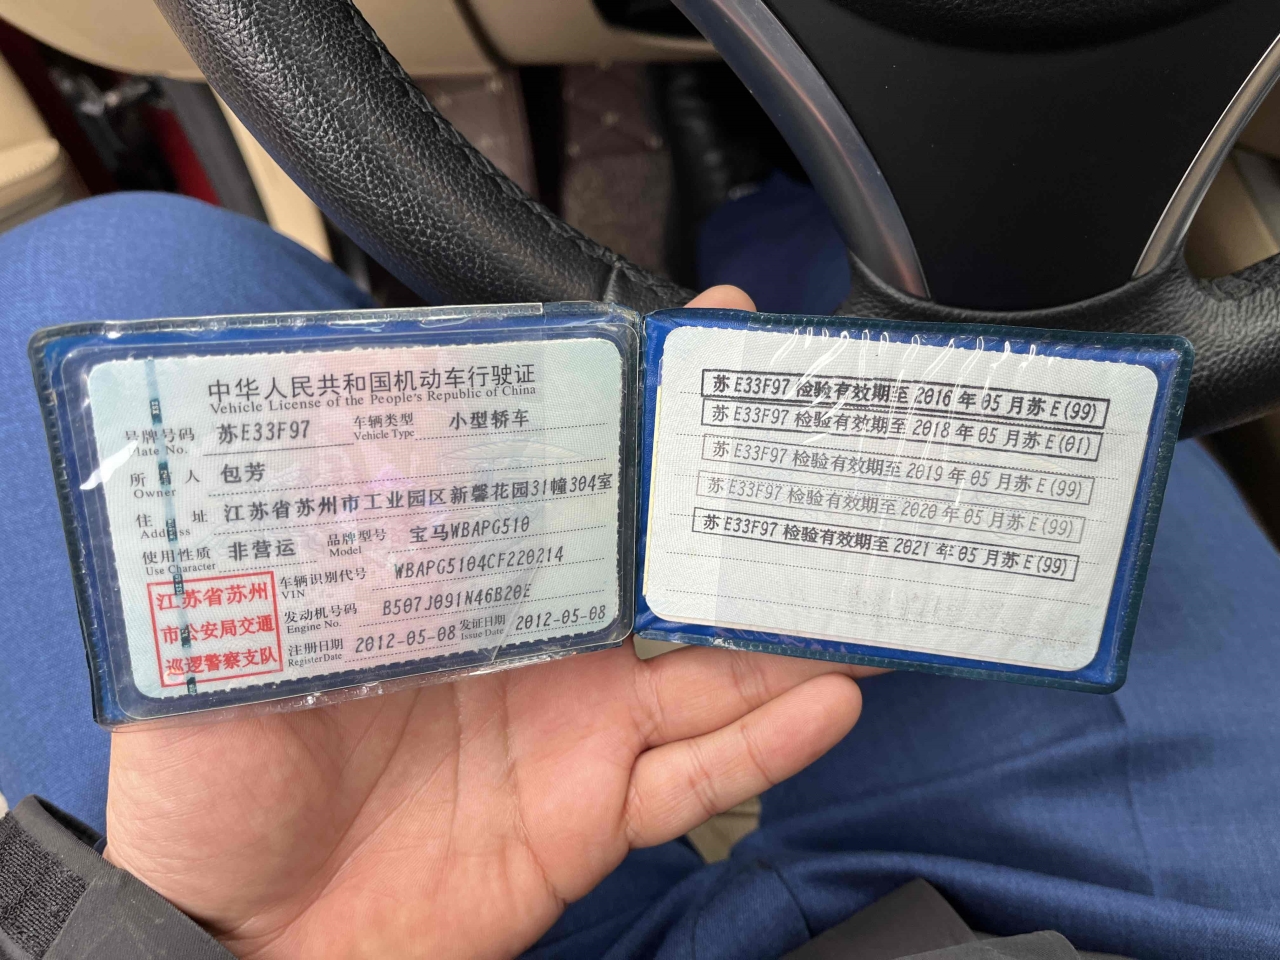 中华人民共和国机动车行驶证
Vehicle License of the People's Republic of China
号牌号码 苏E33F97 车辆类型 小型轿车
Plate No. Vehicle Type
所有人 包芳
Owner
住址 江苏省苏州市工业园区新馨花园31幢304室
Address
使用性质 非营运 品牌型号 宝马WBAPG510
Use Character Model
车辆识别代号 WBAPG5104CF220214
VIN
发动机号码 B507J091N46B20E
Engine No.
注册日期 2012-05-08 发证日期 2012-05-08
Register Date Issue Date
江苏省苏州
市公安局交通
巡逻警察支队
苏E33F97 检验有效期至 2016年05月苏E(99)
苏E33F97 检验有效期至 2018年05月苏E(01)
苏E33F97 检验有效期至 2019年05月苏E(99)
苏E33F97 检验有效期至 2020年05月苏E(99)
苏E33F97 检验有效期至 2021年05月苏E(99)